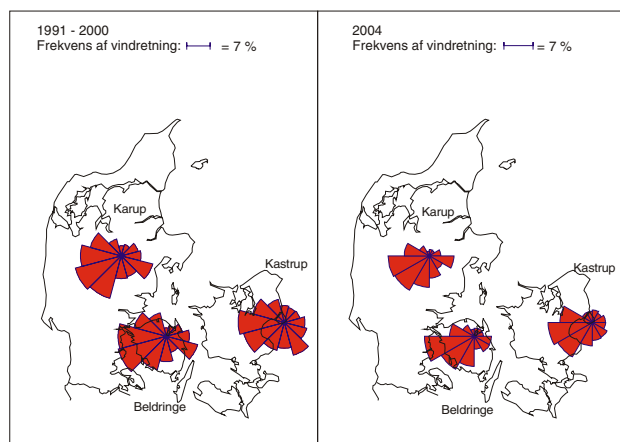 1991 - 2000
Frekvens af vindretning: = 7 %
Karup
Kastrup
Beldringe
2004
Frekvens af vindretning: = 7 %
Karup
Kastrup
Beldringe